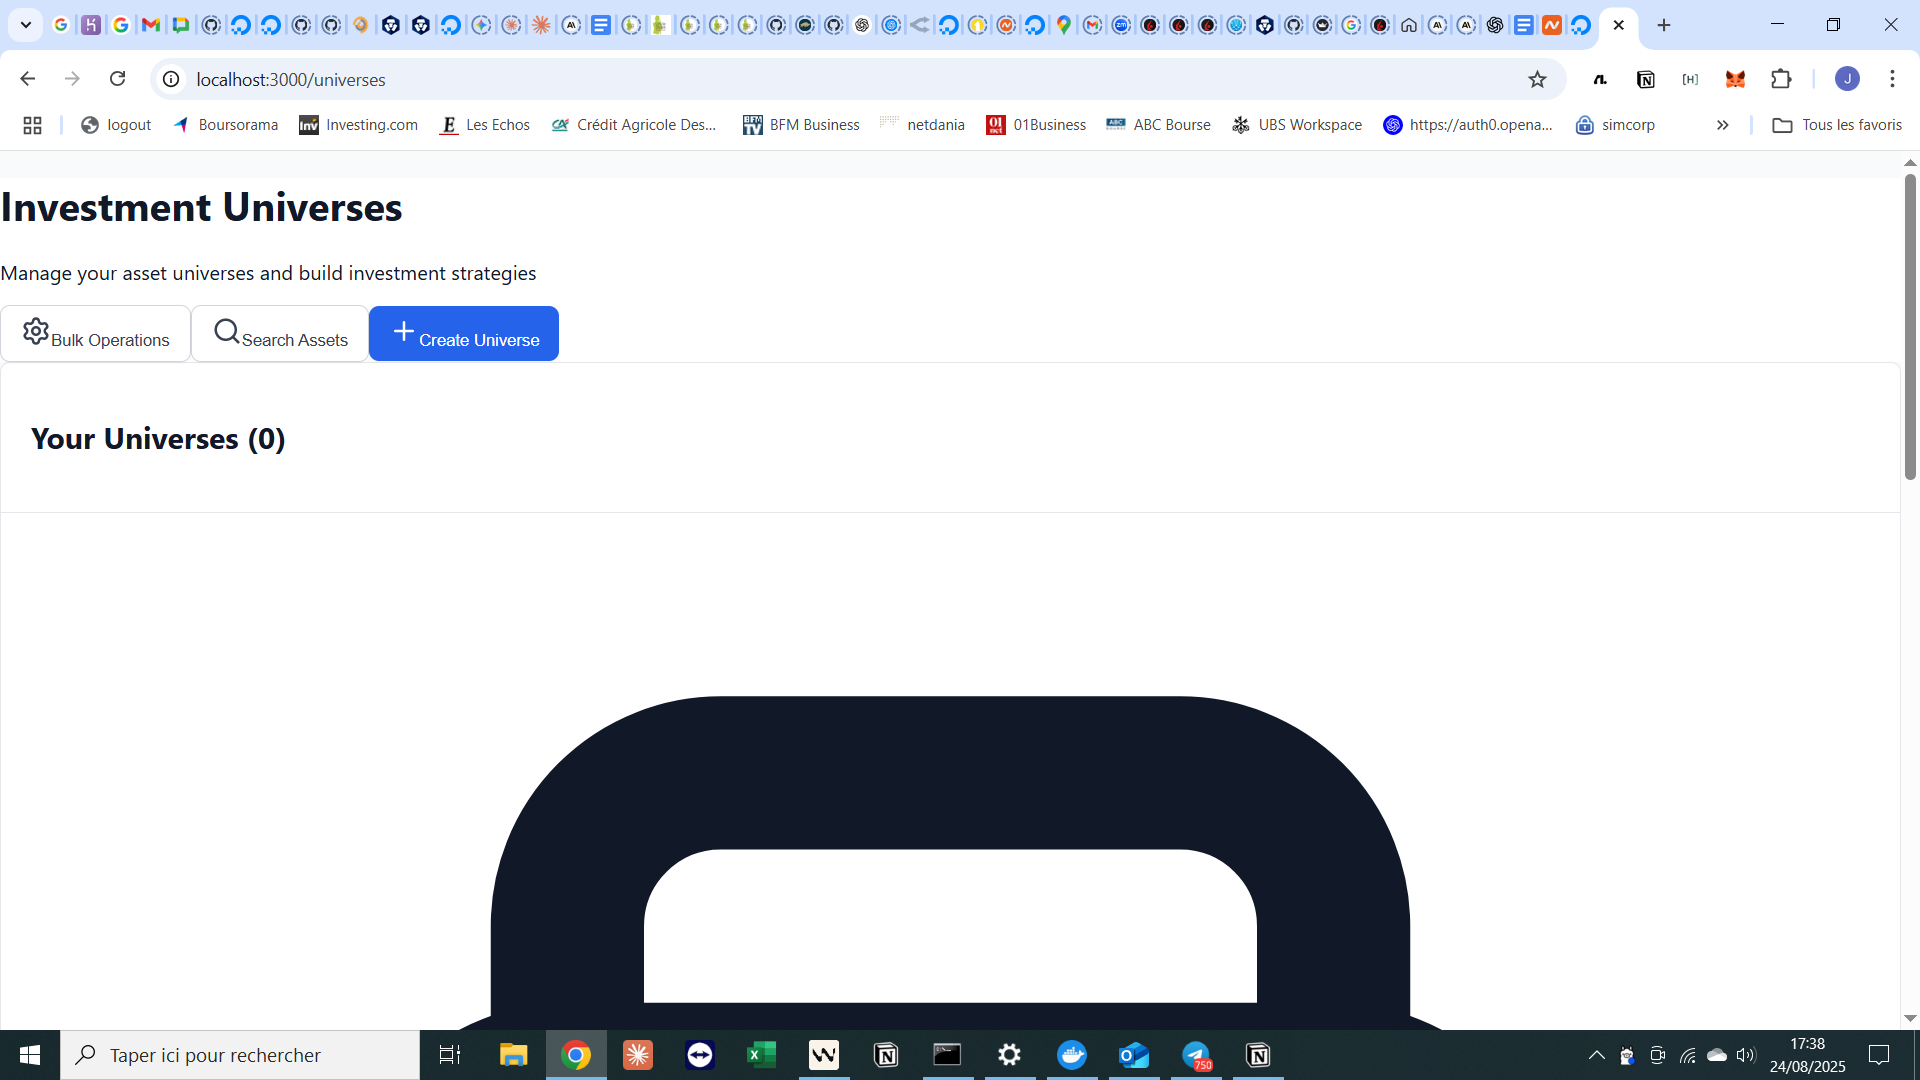 localhost:3000/universes
J
logout
Boursorama
Investing.com
Les Echos
Crédit Agricole Des...
BFM Business
netdania
01Business
ABC Bourse
UBS Workspace
https://auth0.opena...
simcorp
Tous les favoris
Investment Universes
Manage your asset universes and build investment strategies
Bulk Operations
Search Assets
Create Universe
Your Universes (0)
Taper ici pour rechercher
750
17:38
24/08/2025